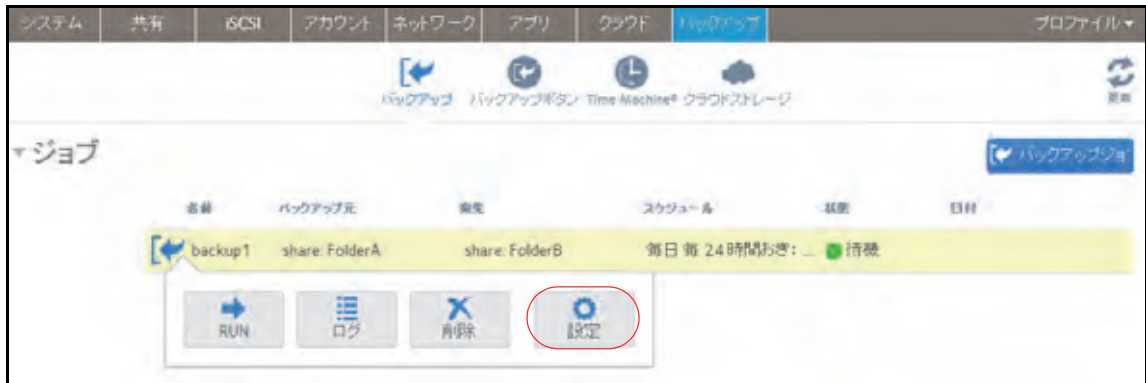 システム 共有 iSCSI アカウント ネットワーク アプリ クラウド バックアップ プロファイル
バックアップ バックアップボタン Time Machine® クラウドストレージ 更新
ジョブ
バックアップジョ
名前 バックアップ元 宛先 スケジュール 状態 日付
backup1 share: FolderA share: FolderB 毎日 毎 24 時間おき: ... 待機
RUN ログ 削除 設定